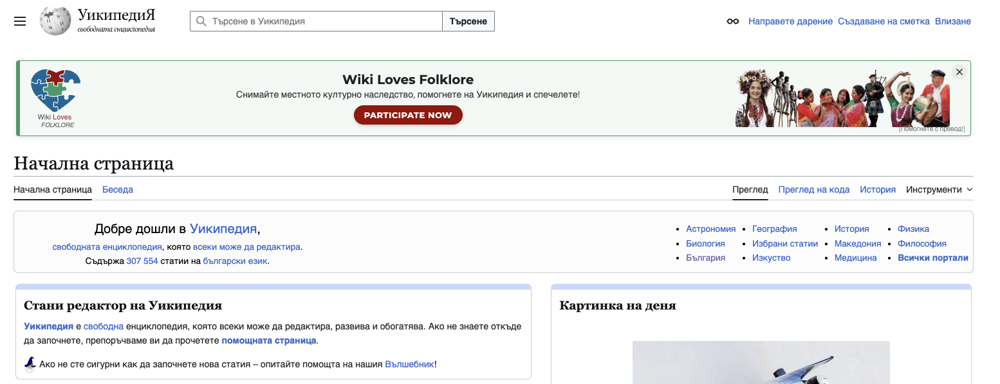 УикипедиЯ
свободната енциклопедия
Търсене в Уикипедия
Търсене
Направете дарение Създаване на сметка Влизане
Wiki Loves
FOLKLORE
Wiki Loves Folklore
Снимайте местното културно наследство, помогнете на Уикипедия и спечелете!
PARTICIPATE NOW
[Помогнете с превод!]
Начална страница
Начална страница Беседа
Преглед Преглед на кода История Инструменти
Добре дошли в Уикипедия,
свободната енциклопедия, която всеки може да редактира.
Съдържа 307 554 статии на български език.
Астрономия География История Физика
Биология Избрани статии Македония Философия
България Изкуство Медицина Всички портали
Стани редактор на Уикипедия
Уикипедия е свободна енциклопедия, която всеки може да редактира, развива и обогатява. Ако не знаете откъде
да започнете, препоръчваме ви да прочетете помощната страница.
Ако не сте сигурни как да започнете нова статия – опитайте помощта на нашия Вълшебник!
Картинка на деня